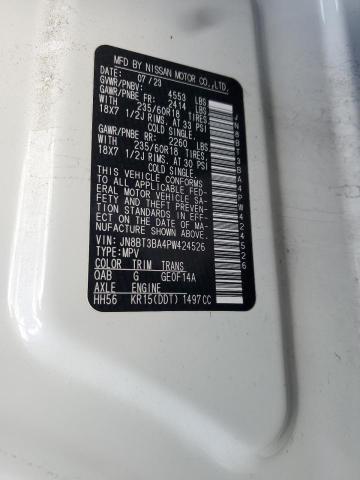 MFD BY NISSAN MOTOR CO.,LTD.
DATE: 07/23
GVWR/PNBV: 4553 LBS
GAWR/PNBE FR: 2414 LBS
WITH 235/60R18 TIRES
18X7 1/2J RIMS AT 33 PSI
COLD SINGLE.
GAWR/PNBE RR: 2260 LBS
WITH 235/60R18 TIRES,
18X7 1/2J RIMS AT 30 PSI
COLD SINGLE.
THIS VEHICLE CONFORMS
TO ALL APPLICABLE FED-
ERAL MOTOR VEHICLE SA-
FETY AND THEFT PREVEN-
TION STANDARDS IN EFF-
ECT ON THE DATE OF MA-
NUFACTURE SHOWN ABOVE.
VIN: JN8BT3BA4PW424526
TYPE: MPV
COLOR TRIM TRANS
QAB G GE0F14A
AXLE ENGINE
HH56 KR15(DDT) 1497CC
JN8BT3BA4PW424526